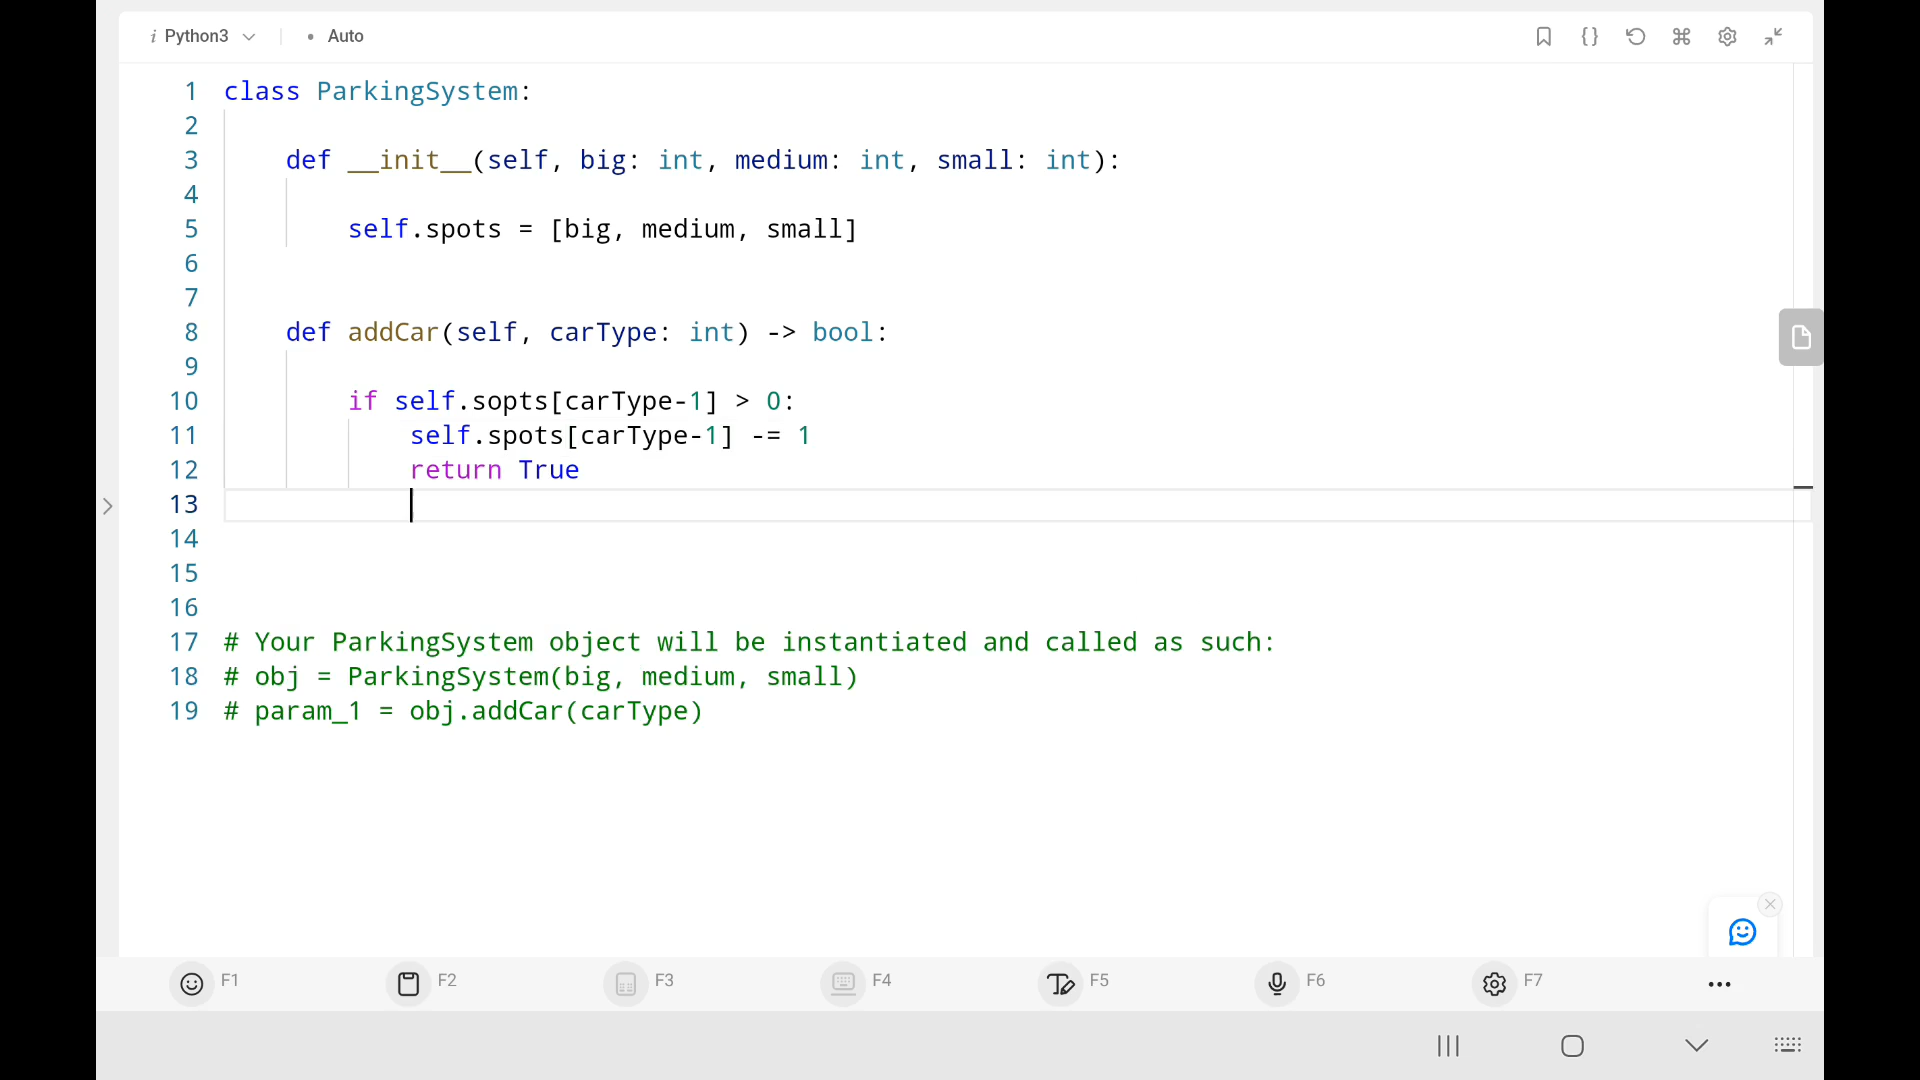 i Python3
• Auto
1 class ParkingSystem:
2
3     def __init__(self, big: int, medium: int, small: int):
4
5         self.spots = [big, medium, small]
6
7
8     def addCar(self, carType: int) -> bool:
9
10         if self.sopts[carType-1] > 0:
11             self.spots[carType-1] -= 1
12             return True
13
14
15
16
17 # Your ParkingSystem object will be instantiated and called as such:
18 # obj = ParkingSystem(big, medium, small)
19 # param_1 = obj.addCar(carType)
F1 F2 F3 F4 F5 F6 F7